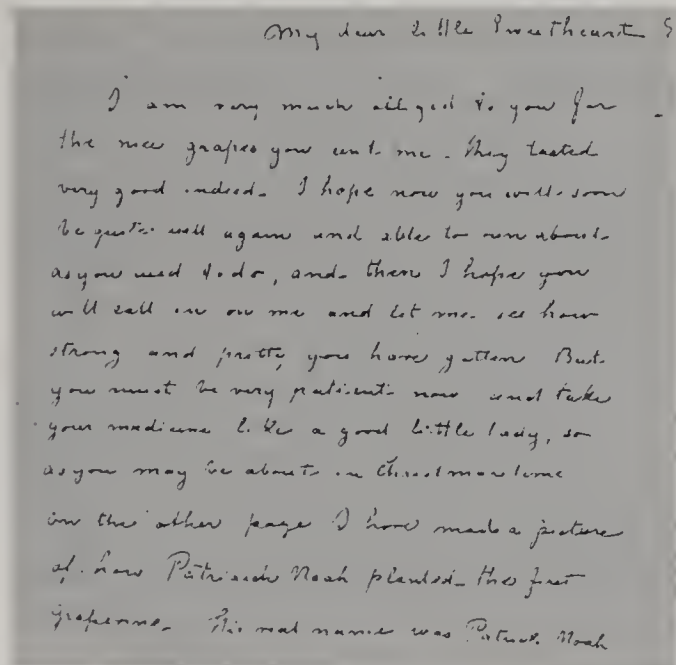 My dear little Sweetheart
I am very much obliged to you for
the nice grapes you sent me. They tasted
very good indeed. I hope now you will soon
be quite well again and able to run about
as you used to do, and then I hope you
will call in on me and let me see how
strong and pretty you have gotten But
you must be very patient now and take
your medicine like a good little lady, so
as you may be about in Christmas time
on the other page I have made a picture
of how Patriarch Noah planted the first
grapevine. His real name was Patrick Noah